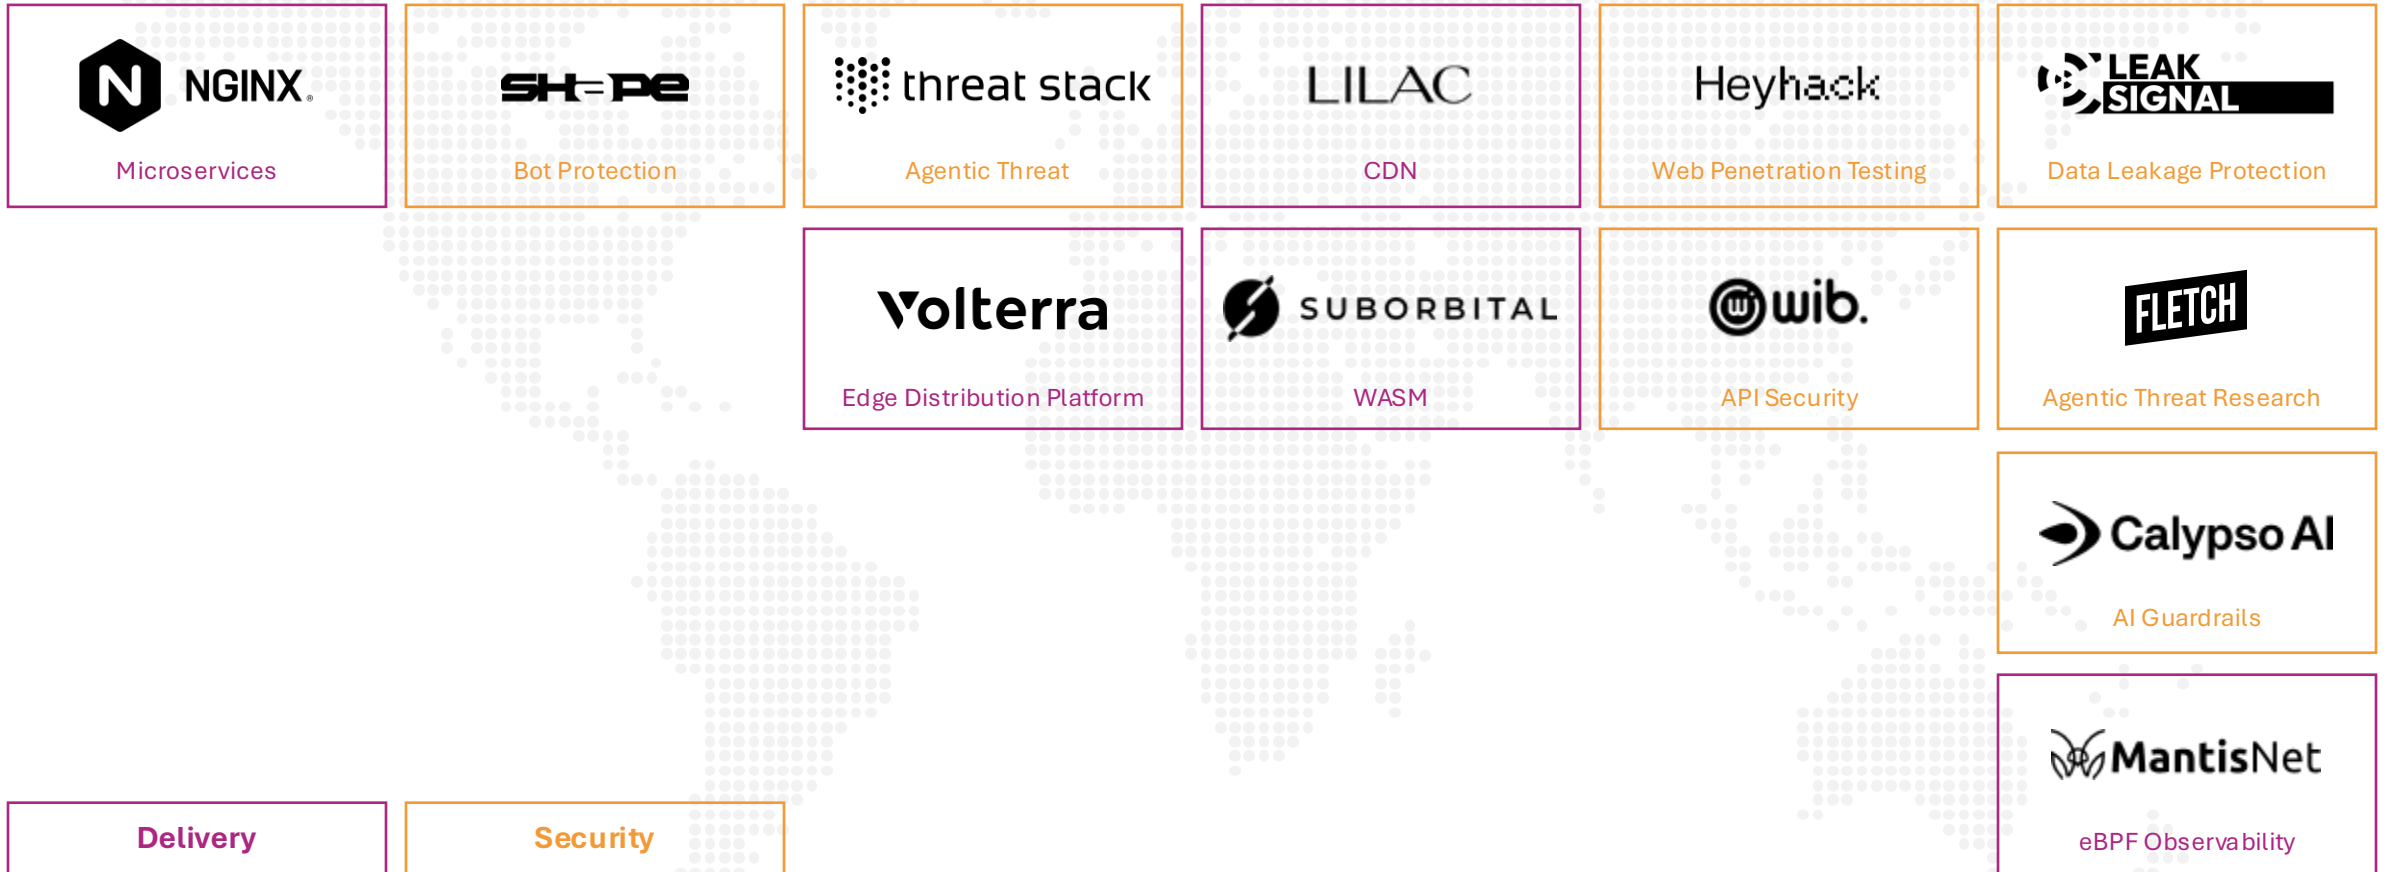 NGINX®
Microservices
SHAPE
Bot Protection
threat stack
Agentic Threat
LILAC
CDN
Heyhack
Web Penetration Testing
LEAK
SIGNAL
Data Leakage Protection
Volterra
Edge Distribution Platform
SUBORBITAL
WASM
wib.
API Security
FLETCH
Agentic Threat Research
Calypso AI
AI Guardrails
MantisNet
eBPF Observability
Delivery
Security